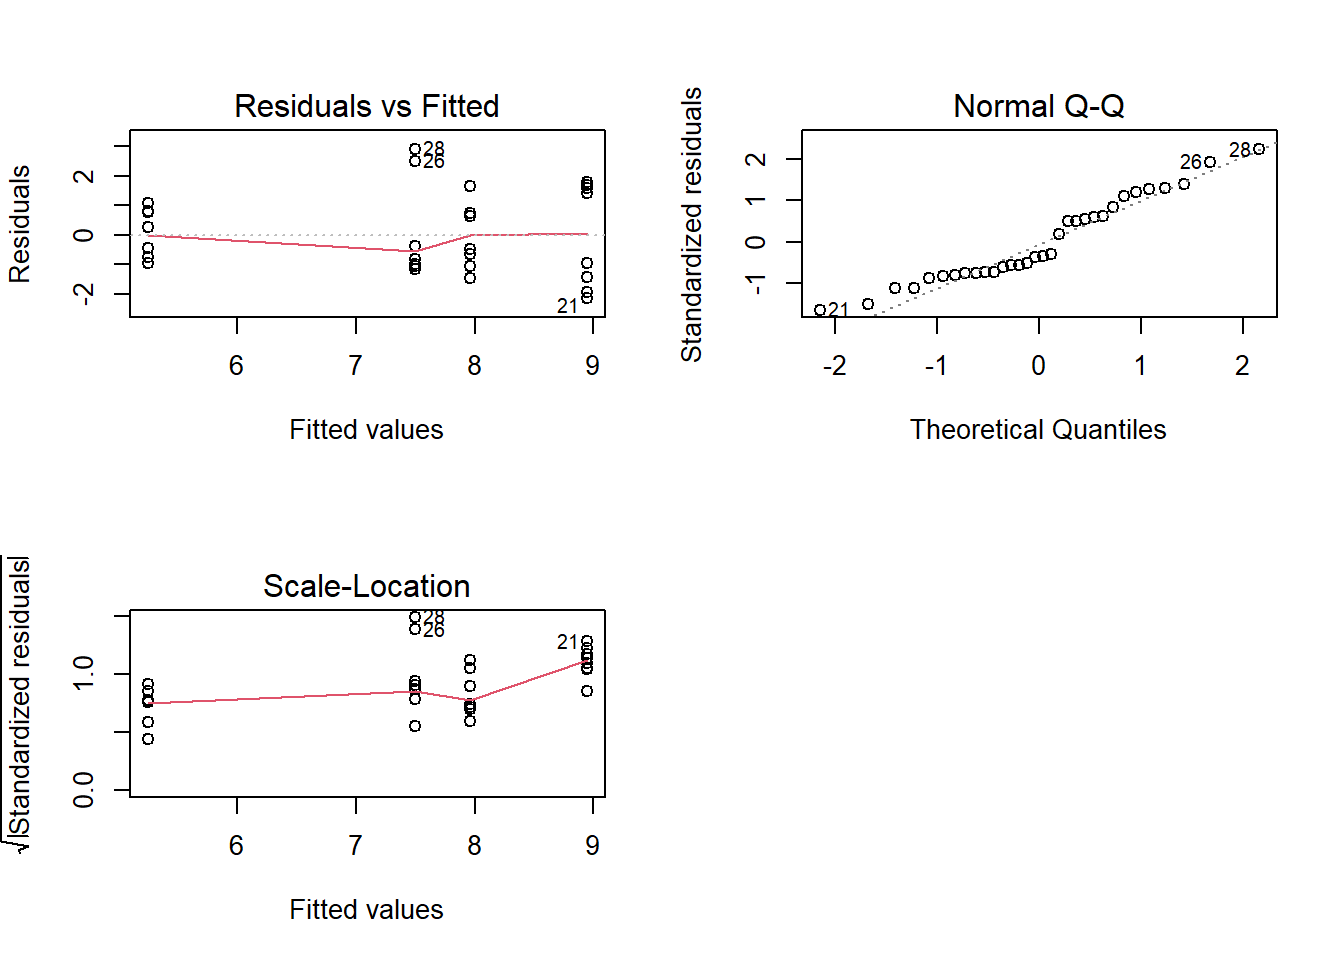 Residuals vs Fitted
Residuals
2
0
-2
28
26
21
6 7 8 9
Fitted values
Normal Q-Q
Standardized residuals
2
1
0
-1
26
28
21
-2 -1 0 1 2
Theoretical Quantiles
Scale-Location
√|Standardized residuals|
1.0
0.0
28
26
21
6 7 8 9
Fitted values